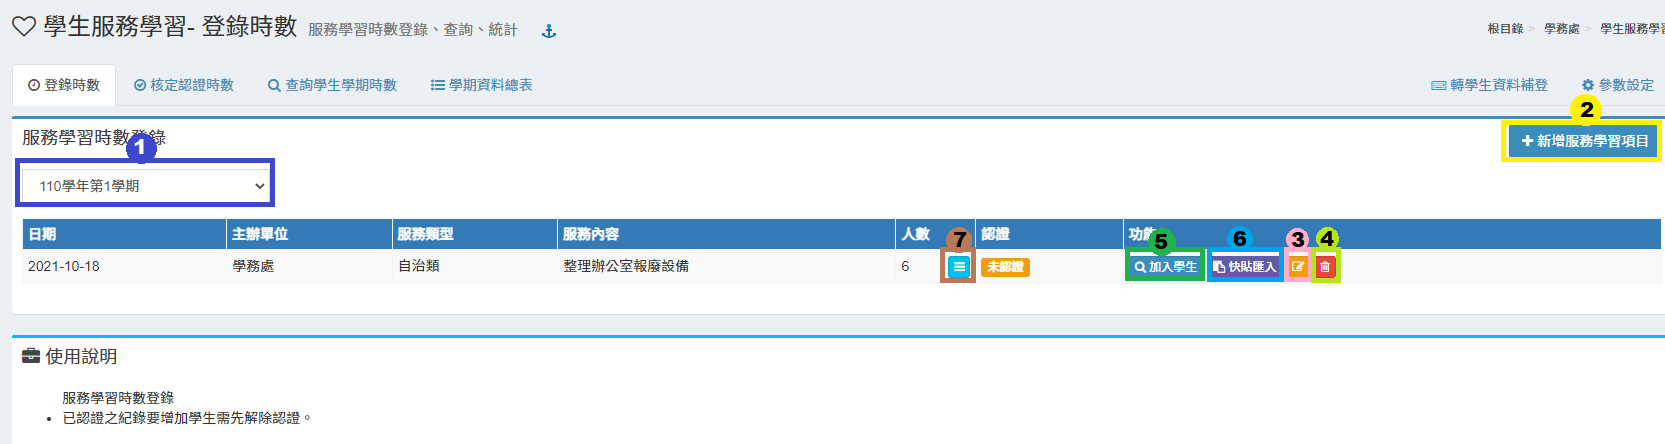 學生服務學習- 登錄時數 服務學習時數登錄、查詢、統計
根目錄 > 學務處 > 學生服務學習
登錄時數 核定認證時數 查詢學生學期時數 學期資料總表 轉學生資料補登 參數設定
2
服務學習時數登錄 + 新增服務學習項目
1
110學年第1學期
日期 主辦單位 服務類型 服務內容 人數 認證
7 5 6 3 4
2021-10-18 學務處 自治類 整理辦公室報廢設備 6 未認證 加入學生 快貼匯入
使用說明
服務學習時數登錄
• 已認證之紀錄要增加學生需先解除認證。